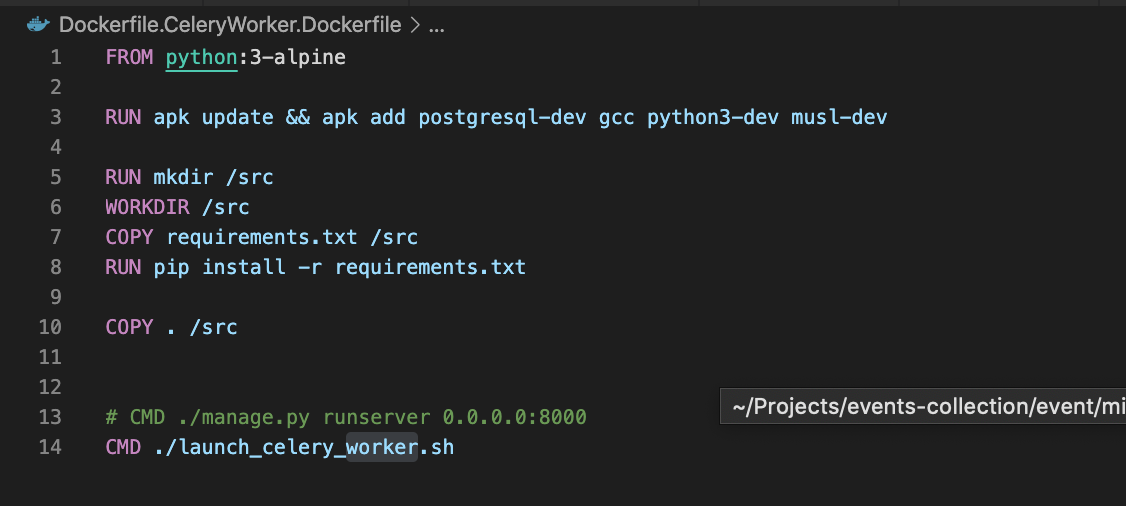 Dockerfile.CeleryWorker.Dockerfile > ...
1 FROM python:3-alpine
2
3 RUN apk update && apk add postgresql-dev gcc python3-dev musl-dev
4
5 RUN mkdir /src
6 WORKDIR /src
7 COPY requirements.txt /src
8 RUN pip install -r requirements.txt
9
10 COPY . /src
11
12
13 # CMD ./manage.py runserver 0.0.0.0:8000
~/Projects/events-collection/event/mi
14 CMD ./launch_celery_worker.sh